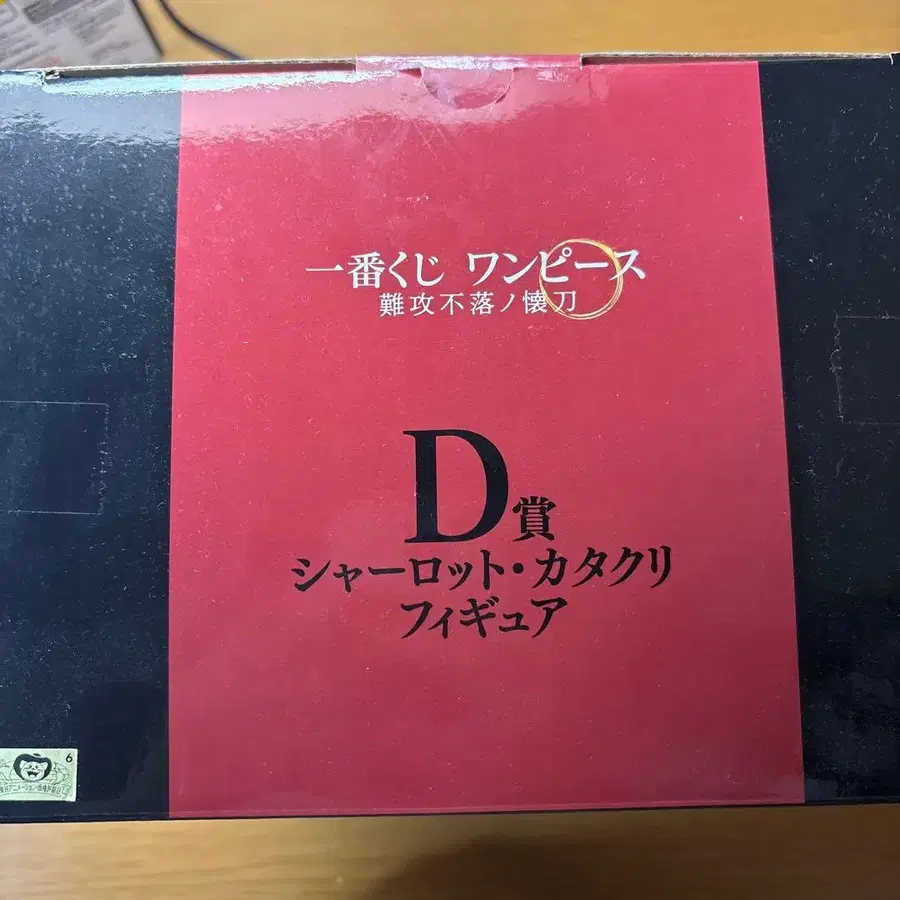 一番くじ ワンピース
難攻不落ノ懐刀
D賞
シャーロット・カタクリ
フィギュア
6